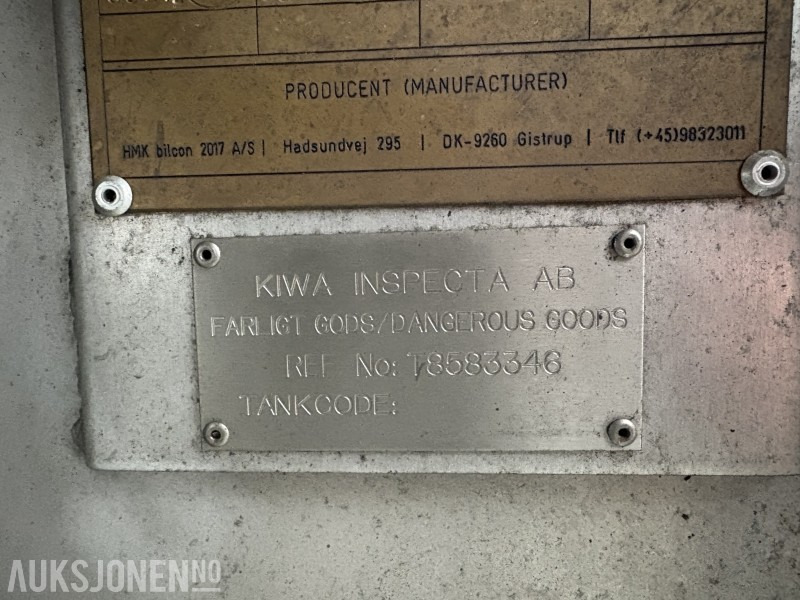 PRODUCENT (MANUFACTURER)
HMK bilcon 2017 A/S | Hadsundvej 295 | DK-9260 Gistrup | Tlf (+45)98323011
KIWA INSPECTA AB
FARLIGT GODS/DANGEROUS GOODS
REF No: T8583346
TANKCODE:
AUKSJONEN.NO